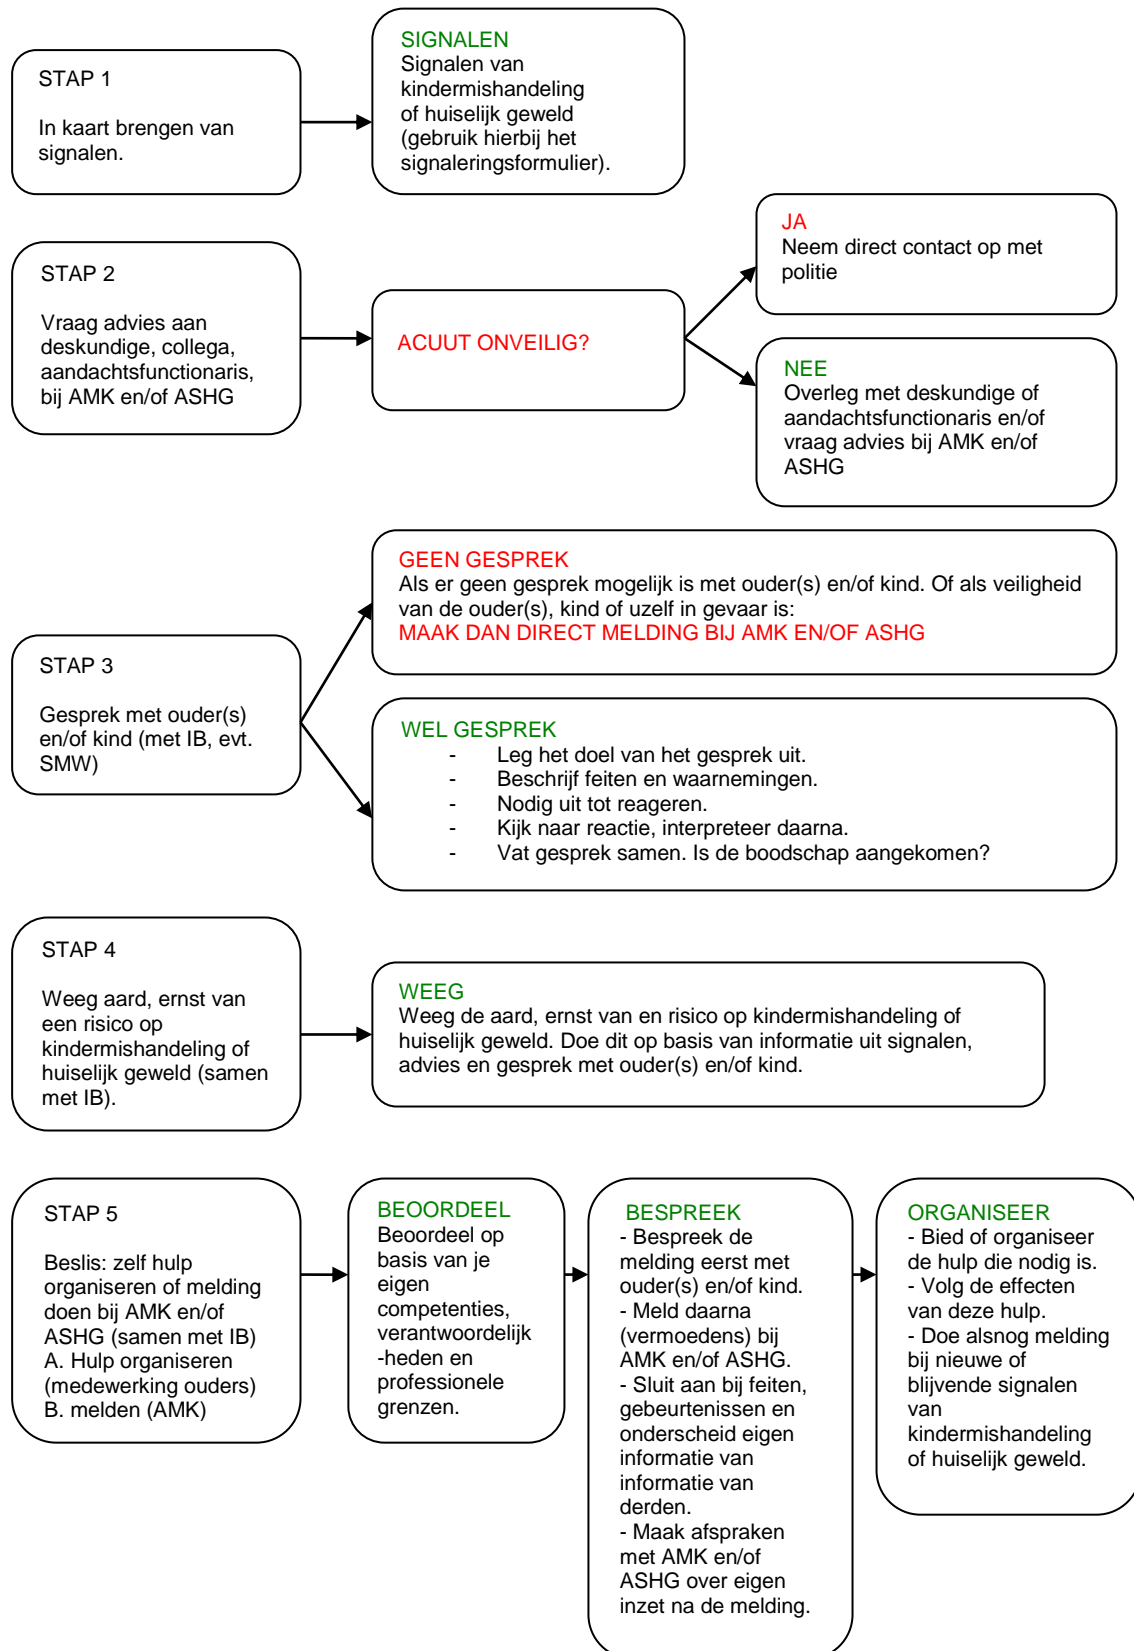 STAP 1
In kaart brengen van
signalen.
SIGNALEN
Signalen van
kindermishandeling
of huiselijk geweld
(gebruik hierbij het
signaleringsformulier).
STAP 2
Vraag advies aan
deskundige, collega,
aandachtsfunctionaris,
bij AMK en/of ASHG
ACUUT ONVEILIG?
JA
Neem direct contact op met
politie
NEE
Overleg met deskundige of
aandachtsfunctionaris en/of
vraag advies bij AMK en/of
ASHG
STAP 3
Gesprek met ouder(s)
en/of kind (met IB, evt.
SMW)
GEEN GESPREK
Als er geen gesprek mogelijk is met ouder(s) en/of kind. Of als veiligheid
van de ouder(s), kind of uzelf in gevaar is:
MAAK DAN DIRECT MELDING BIJ AMK EN/OF ASHG
WEL GESPREK
- Leg het doel van het gesprek uit.
- Beschrijf feiten en waarnemingen.
- Nodig uit tot reageren.
- Kijk naar reactie, interpreteer daarna.
- Vat gesprek samen. Is de boodschap aangekomen?
STAP 4
Weeg aard, ernst van
een risico op
kindermishandeling of
huiselijk geweld (samen
met IB).
WEEG
Weeg de aard, ernst van en risico op kindermishandeling of
huiselijk geweld. Doe dit op basis van informatie uit signalen,
advies en gesprek met ouder(s) en/of kind.
STAP 5
Beslis: zelf hulp
organiseren of melding
doen bij AMK en/of
ASHG (samen met IB)
A. Hulp organiseren
(medewerking ouders)
B. melden (AMK)
BEOORDEEL
Beoordeel op
basis van je
eigen
competenties,
verantwoordelijk
-heden en
professionele
grenzen.
BESPREEK
- Bespreek de
melding eerst met
ouder(s) en/of kind.
- Meld daarna
(vermoedens) bij
AMK en/of ASHG.
- Sluit aan bij feiten,
gebeurtenissen en
onderscheid eigen
informatie van
informatie van
derden.
- Maak afspraken
met AMK en/of
ASHG over eigen
inzet na de melding.
ORGANISEER
- Bied of organiseer
de hulp die nodig is.
- Volg de effecten
van deze hulp.
- Doe alsnog melding
bij nieuwe of
blijvende signalen
van
kindermishandeling
of huiselijk geweld.